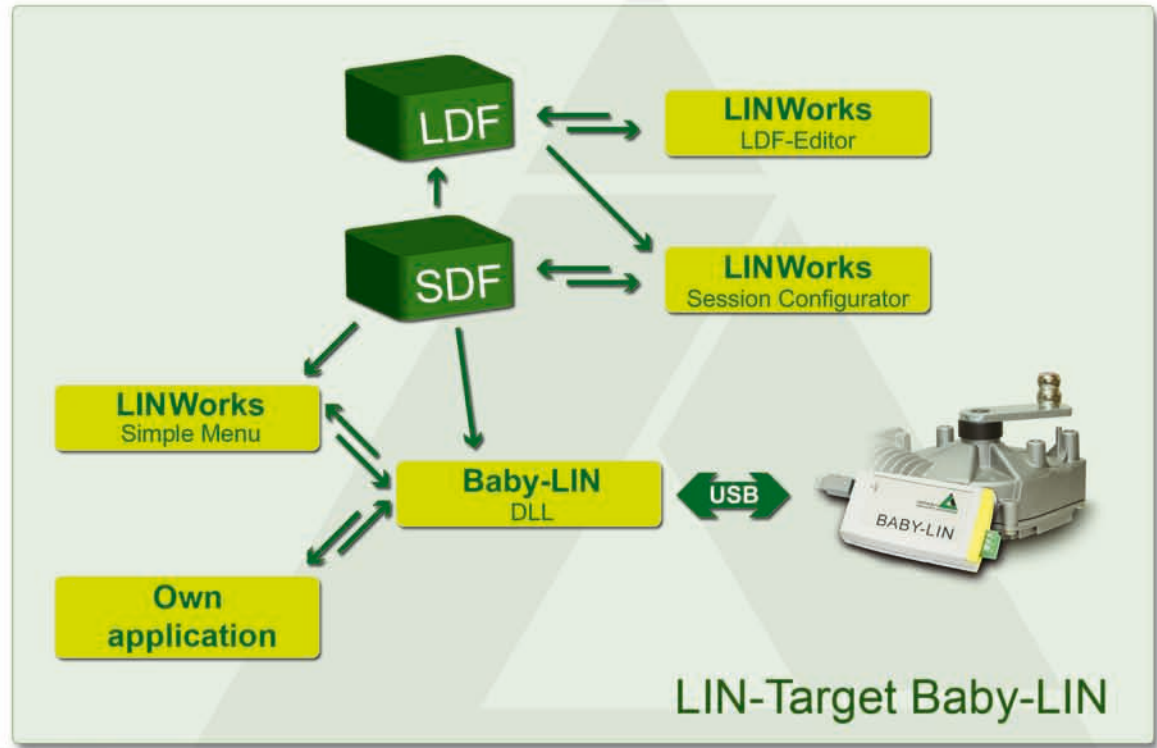 LDF
LINWorks
LDF-Editor
SDF
LINWorks
Session Configurator
LINWorks
Simple Menu
Baby-LIN
DLL
USB
BABY-LIN
Own
application
LIN-Target Baby-LIN